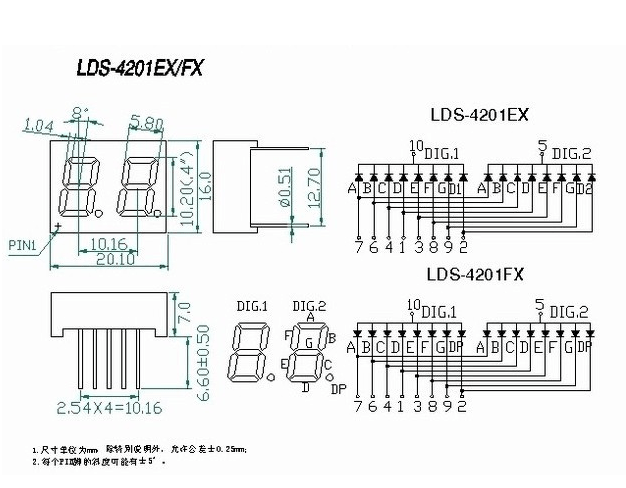 LDS-4201EX/FX
8°
1.04
5.80
10.20(.4")
16.0
Ø0.51
12.70
PIN1
10.16
20.10
LDS-4201EX
10 DIG.1
5 DIG.2
A B C D E F G D1
A B C D E F G D2
7 6 4 1 3 8 9 2
LDS-4201FX
10 DIG.1
5 DIG.2
A B C D E F G DP
A B C D E F G DP
7 6 4 1 3 8 9 2
7.0
6.60±0.50
2.54X4=10.16
DIG.1
DIG.2
A
F B
G
E C
D DP
1.尺寸单位为mm, 除特别说明外, 允许公差±0.25mm;
2.每个PIN脚的 度可能有±5°。